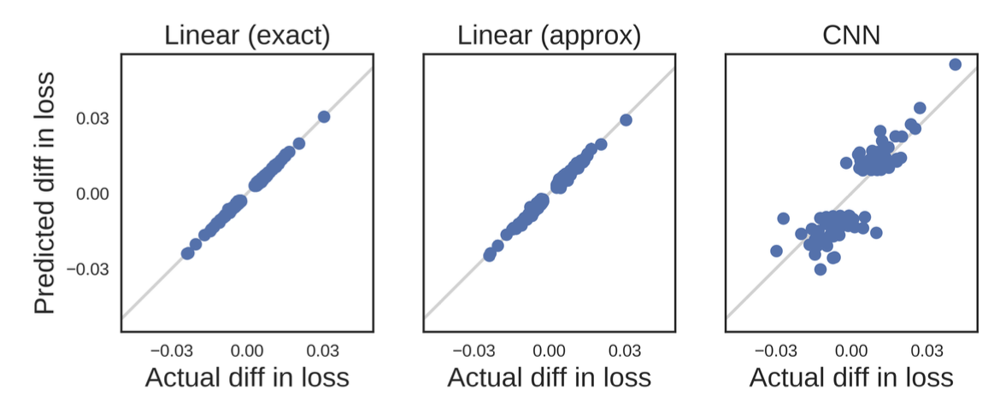 Linear (exact)
Linear (approx)
CNN
Predicted diff in loss
0.03
0.00
−0.03
−0.03 0.00 0.03
−0.03 0.00 0.03
−0.03 0.00 0.03
Actual diff in loss
Actual diff in loss
Actual diff in loss